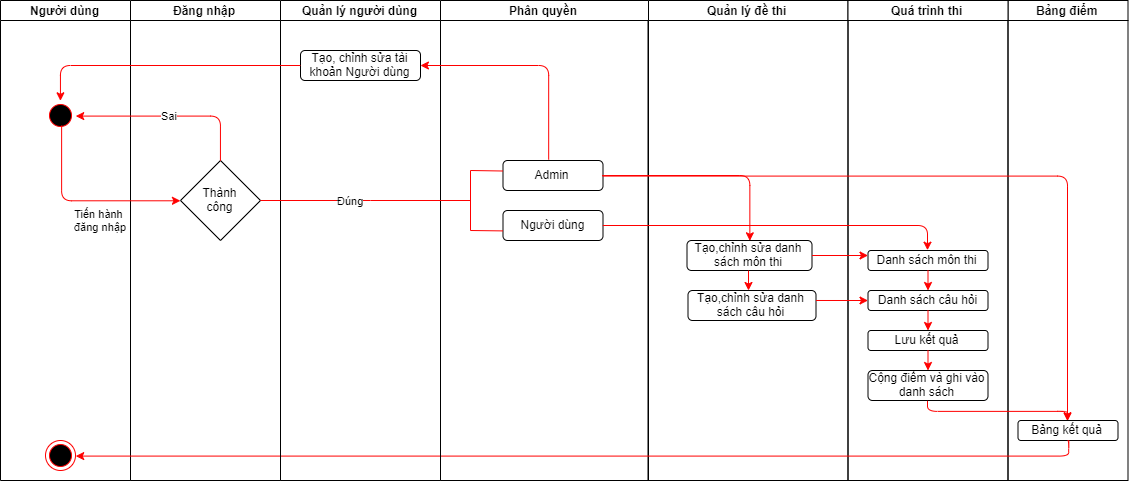 Người dùng
Đăng nhập
Quản lý người dùng
Phân quyền
Quản lý đề thi
Quá trình thi
Bảng điểm
Tạo, chỉnh sửa tài
khoản Người dùng
Sai
Thành
công
Đúng
Tiến hành
đăng nhập
Admin
Người dùng
Tạo,chỉnh sửa danh
sách môn thi
Danh sách môn thi
Tạo,chỉnh sửa danh
sách câu hỏi
Danh sách câu hỏi
Lưu kết quả
Cộng điểm và ghi vào
danh sách
Bảng kết quả